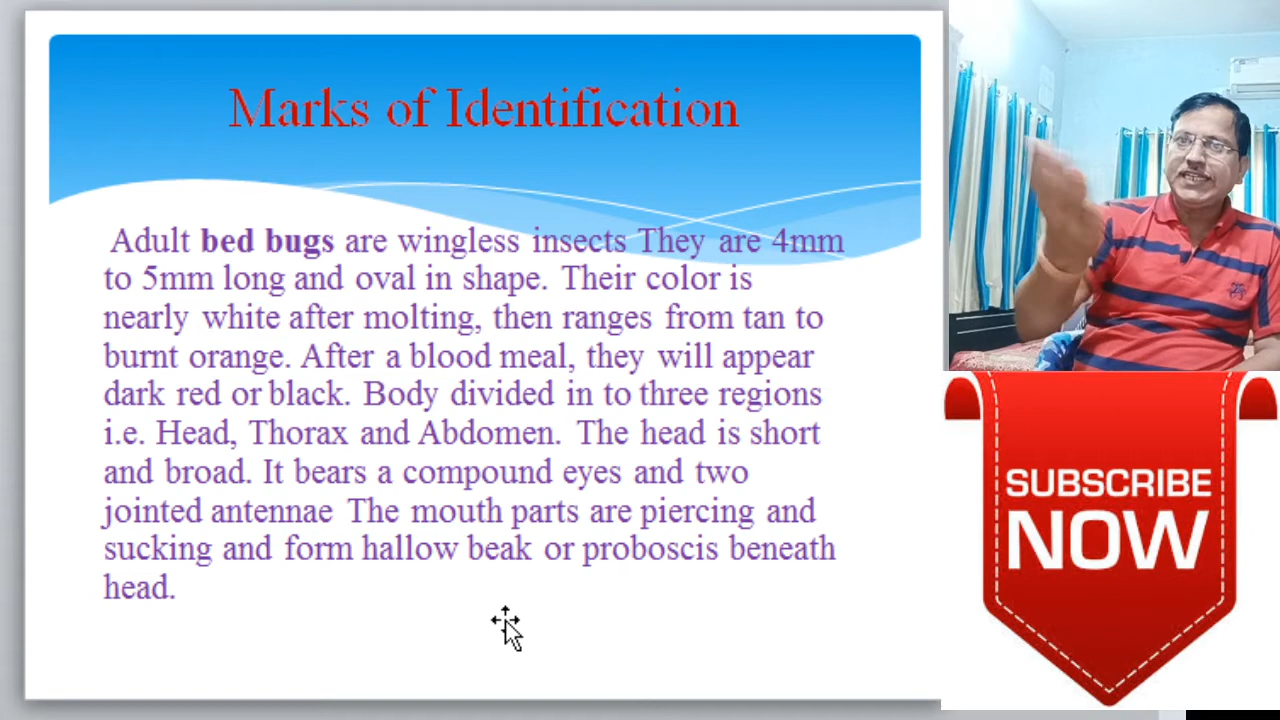 Marks of Identification
Adult bed bugs are wingless insects They are 4mm
to 5mm long and oval in shape. Their color is
nearly white after molting, then ranges from tan to
burnt orange. After a blood meal, they will appear
dark red or black. Body divided in to three regions
i.e. Head, Thorax and Abdomen. The head is short
and broad. It bears a compound eyes and two
jointed antennae The mouth parts are piercing and
sucking and form hallow beak or proboscis beneath
head.
SUBSCRIBE
NOW